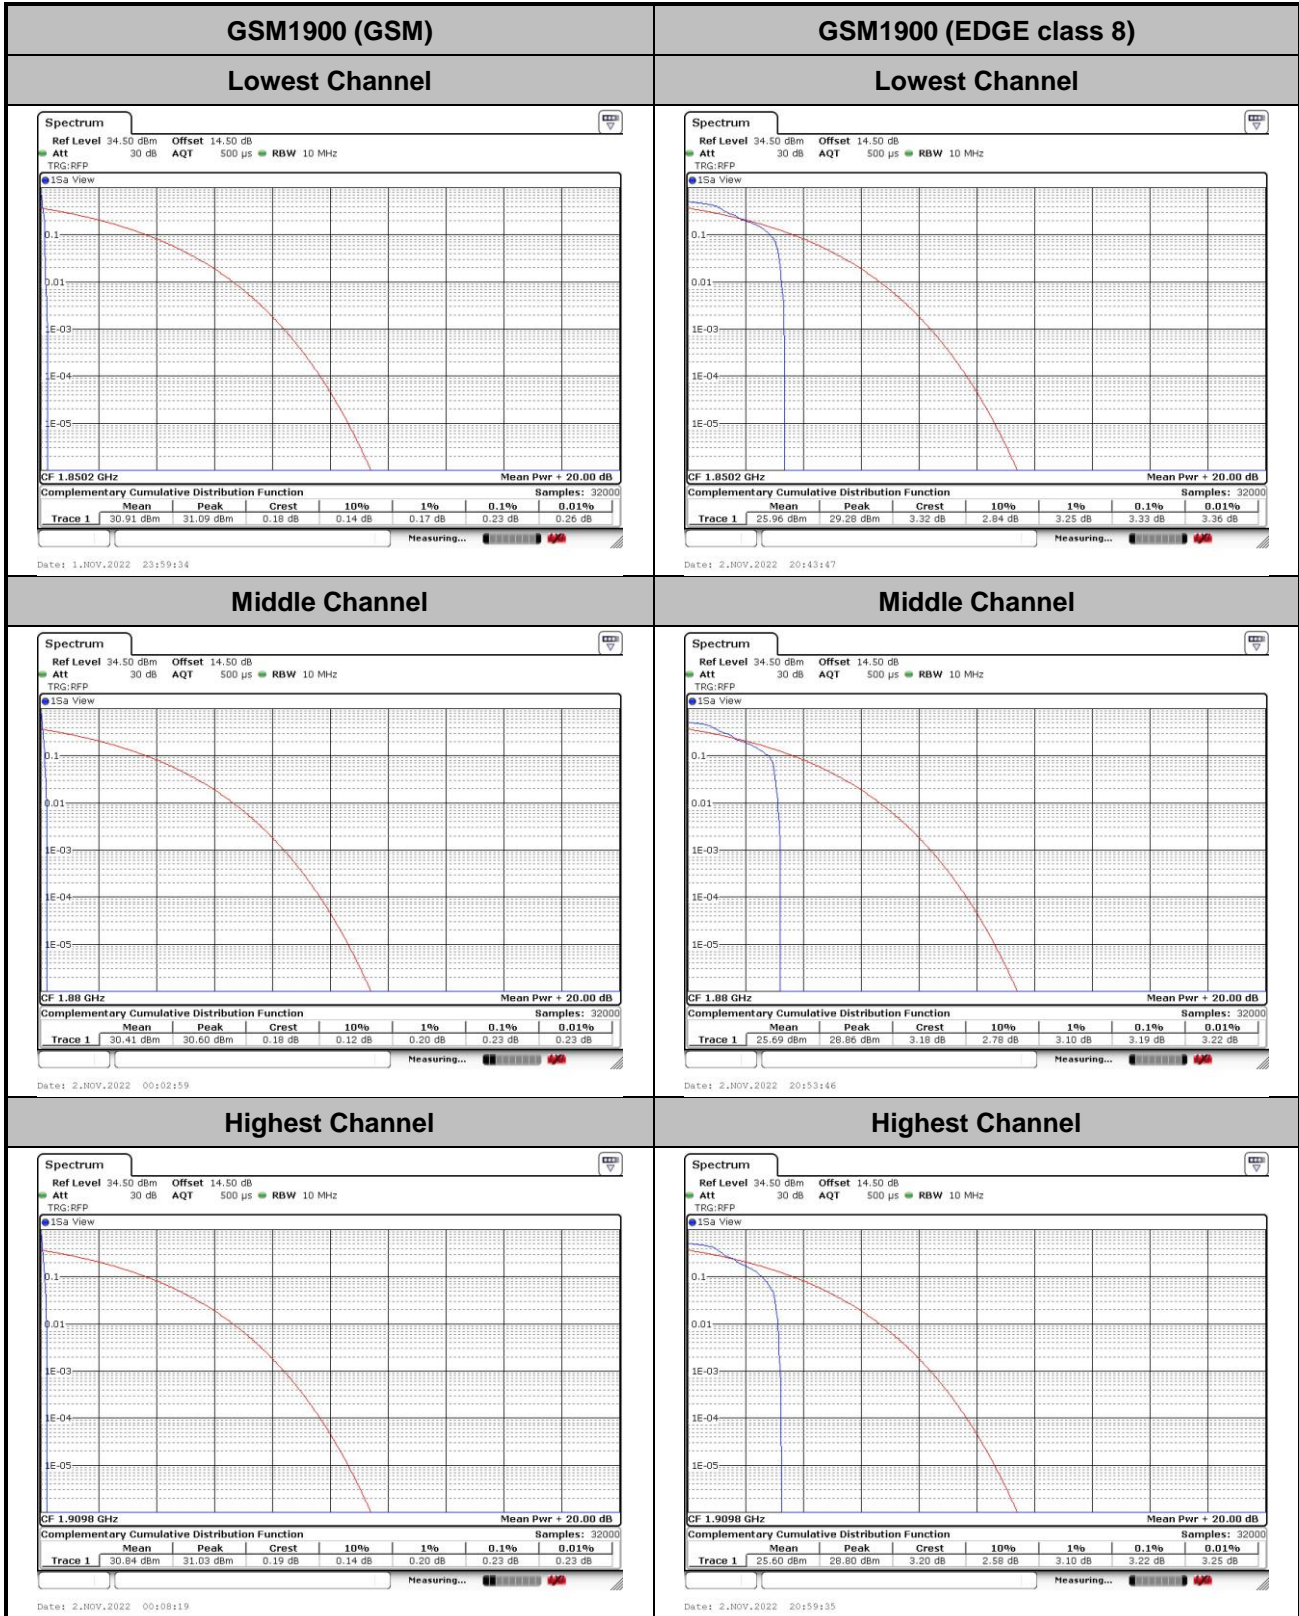 GSM1900 (GSM)
GSM1900 (EDGE class 8)
Lowest Channel
Lowest Channel
Spectrum
Ref Level 34.50 dBm Offset 14.50 dB
Att 30 dB AQT 500 µs RBW 10 MHz
TRG:RFP
1Sa View
0.1
0.01
1E-03
1E-04
1E-05
CF 1.8502 GHz Mean Pwr + 20.00 dB
Complementary Cumulative Distribution Function Samples: 32000
Mean Peak Crest 10% 1% 0.1% 0.01%
Trace 1 30.91 dBm 31.09 dBm 0.18 dB 0.14 dB 0.17 dB 0.23 dB 0.26 dB
Measuring...
Date: 1.NOV.2022 23:59:34
Spectrum
Ref Level 34.50 dBm Offset 14.50 dB
Att 30 dB AQT 500 µs RBW 10 MHz
TRG:RFP
1Sa View
0.1
0.01
1E-03
1E-04
1E-05
CF 1.8502 GHz Mean Pwr + 20.00 dB
Complementary Cumulative Distribution Function Samples: 32000
Mean Peak Crest 10% 1% 0.1% 0.01%
Trace 1 25.96 dBm 29.28 dBm 3.32 dB 2.84 dB 3.25 dB 3.33 dB 3.36 dB
Measuring...
Date: 2.NOV.2022 20:43:47
Middle Channel
Middle Channel
Spectrum
Ref Level 34.50 dBm Offset 14.50 dB
Att 30 dB AQT 500 µs RBW 10 MHz
TRG:RFP
1Sa View
0.1
0.01
1E-03
1E-04
1E-05
CF 1.88 GHz Mean Pwr + 20.00 dB
Complementary Cumulative Distribution Function Samples: 32000
Mean Peak Crest 10% 1% 0.1% 0.01%
Trace 1 30.41 dBm 30.60 dBm 0.18 dB 0.12 dB 0.20 dB 0.23 dB 0.23 dB
Measuring...
Date: 2.NOV.2022 00:02:59
Spectrum
Ref Level 34.50 dBm Offset 14.50 dB
Att 30 dB AQT 500 µs RBW 10 MHz
TRG:RFP
1Sa View
0.1
0.01
1E-03
1E-04
1E-05
CF 1.88 GHz Mean Pwr + 20.00 dB
Complementary Cumulative Distribution Function Samples: 32000
Mean Peak Crest 10% 1% 0.1% 0.01%
Trace 1 25.69 dBm 28.86 dBm 3.18 dB 2.78 dB 3.10 dB 3.19 dB 3.22 dB
Measuring...
Date: 2.NOV.2022 20:53:46
Highest Channel
Highest Channel
Spectrum
Ref Level 34.50 dBm Offset 14.50 dB
Att 30 dB AQT 500 µs RBW 10 MHz
TRG:RFP
1Sa View
0.1
0.01
1E-03
1E-04
1E-05
CF 1.9098 GHz Mean Pwr + 20.00 dB
Complementary Cumulative Distribution Function Samples: 32000
Mean Peak Crest 10% 1% 0.1% 0.01%
Trace 1 30.84 dBm 31.03 dBm 0.19 dB 0.14 dB 0.20 dB 0.23 dB 0.23 dB
Measuring...
Date: 2.NOV.2022 00:08:19
Spectrum
Ref Level 34.50 dBm Offset 14.50 dB
Att 30 dB AQT 500 µs RBW 10 MHz
TRG:RFP
1Sa View
0.1
0.01
1E-03
1E-04
1E-05
CF 1.9098 GHz Mean Pwr + 20.00 dB
Complementary Cumulative Distribution Function Samples: 32000
Mean Peak Crest 10% 1% 0.1% 0.01%
Trace 1 25.60 dBm 28.80 dBm 3.20 dB 2.58 dB 3.10 dB 3.22 dB 3.25 dB
Measuring...
Date: 2.NOV.2022 20:59:35